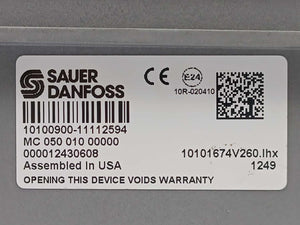 SAUER
DANFOSS
CE
E24
10R-020410
10100900-11112594
MC 050 010 00000
000012430608
10101674V260.lhx
Assembled In USA
1249
OPENING THIS DEVICE VOIDS WARRANTY